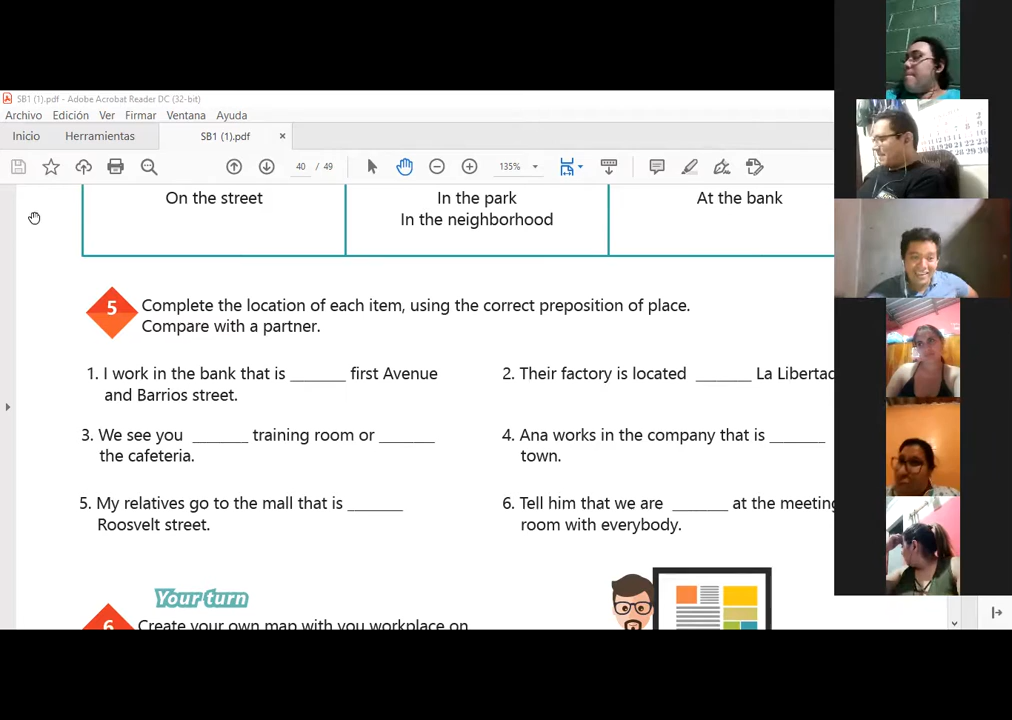 SB1 (1).pdf - Adobe Acrobat Reader DC (32-bit)
Archivo Edición Ver Firmar Ventana Ayuda
Inicio Herramientas SB1 (1).pdf ×
40 / 49 135%
On the street
In the park
In the neighborhood
At the bank
5
Complete the location of each item, using the correct preposition of place.
Compare with a partner.
1. I work in the bank that is _______ first Avenue
and Barrios street.
2. Their factory is located _______ La Libertad
3. We see you _______ training room or _______
the cafeteria.
4. Ana works in the company that is _______
town.
5. My relatives go to the mall that is _______
Roosvelt street.
6. Tell him that we are _______ at the meeting
room with everybody.
Your turn
6
Create your own map with you workplace on